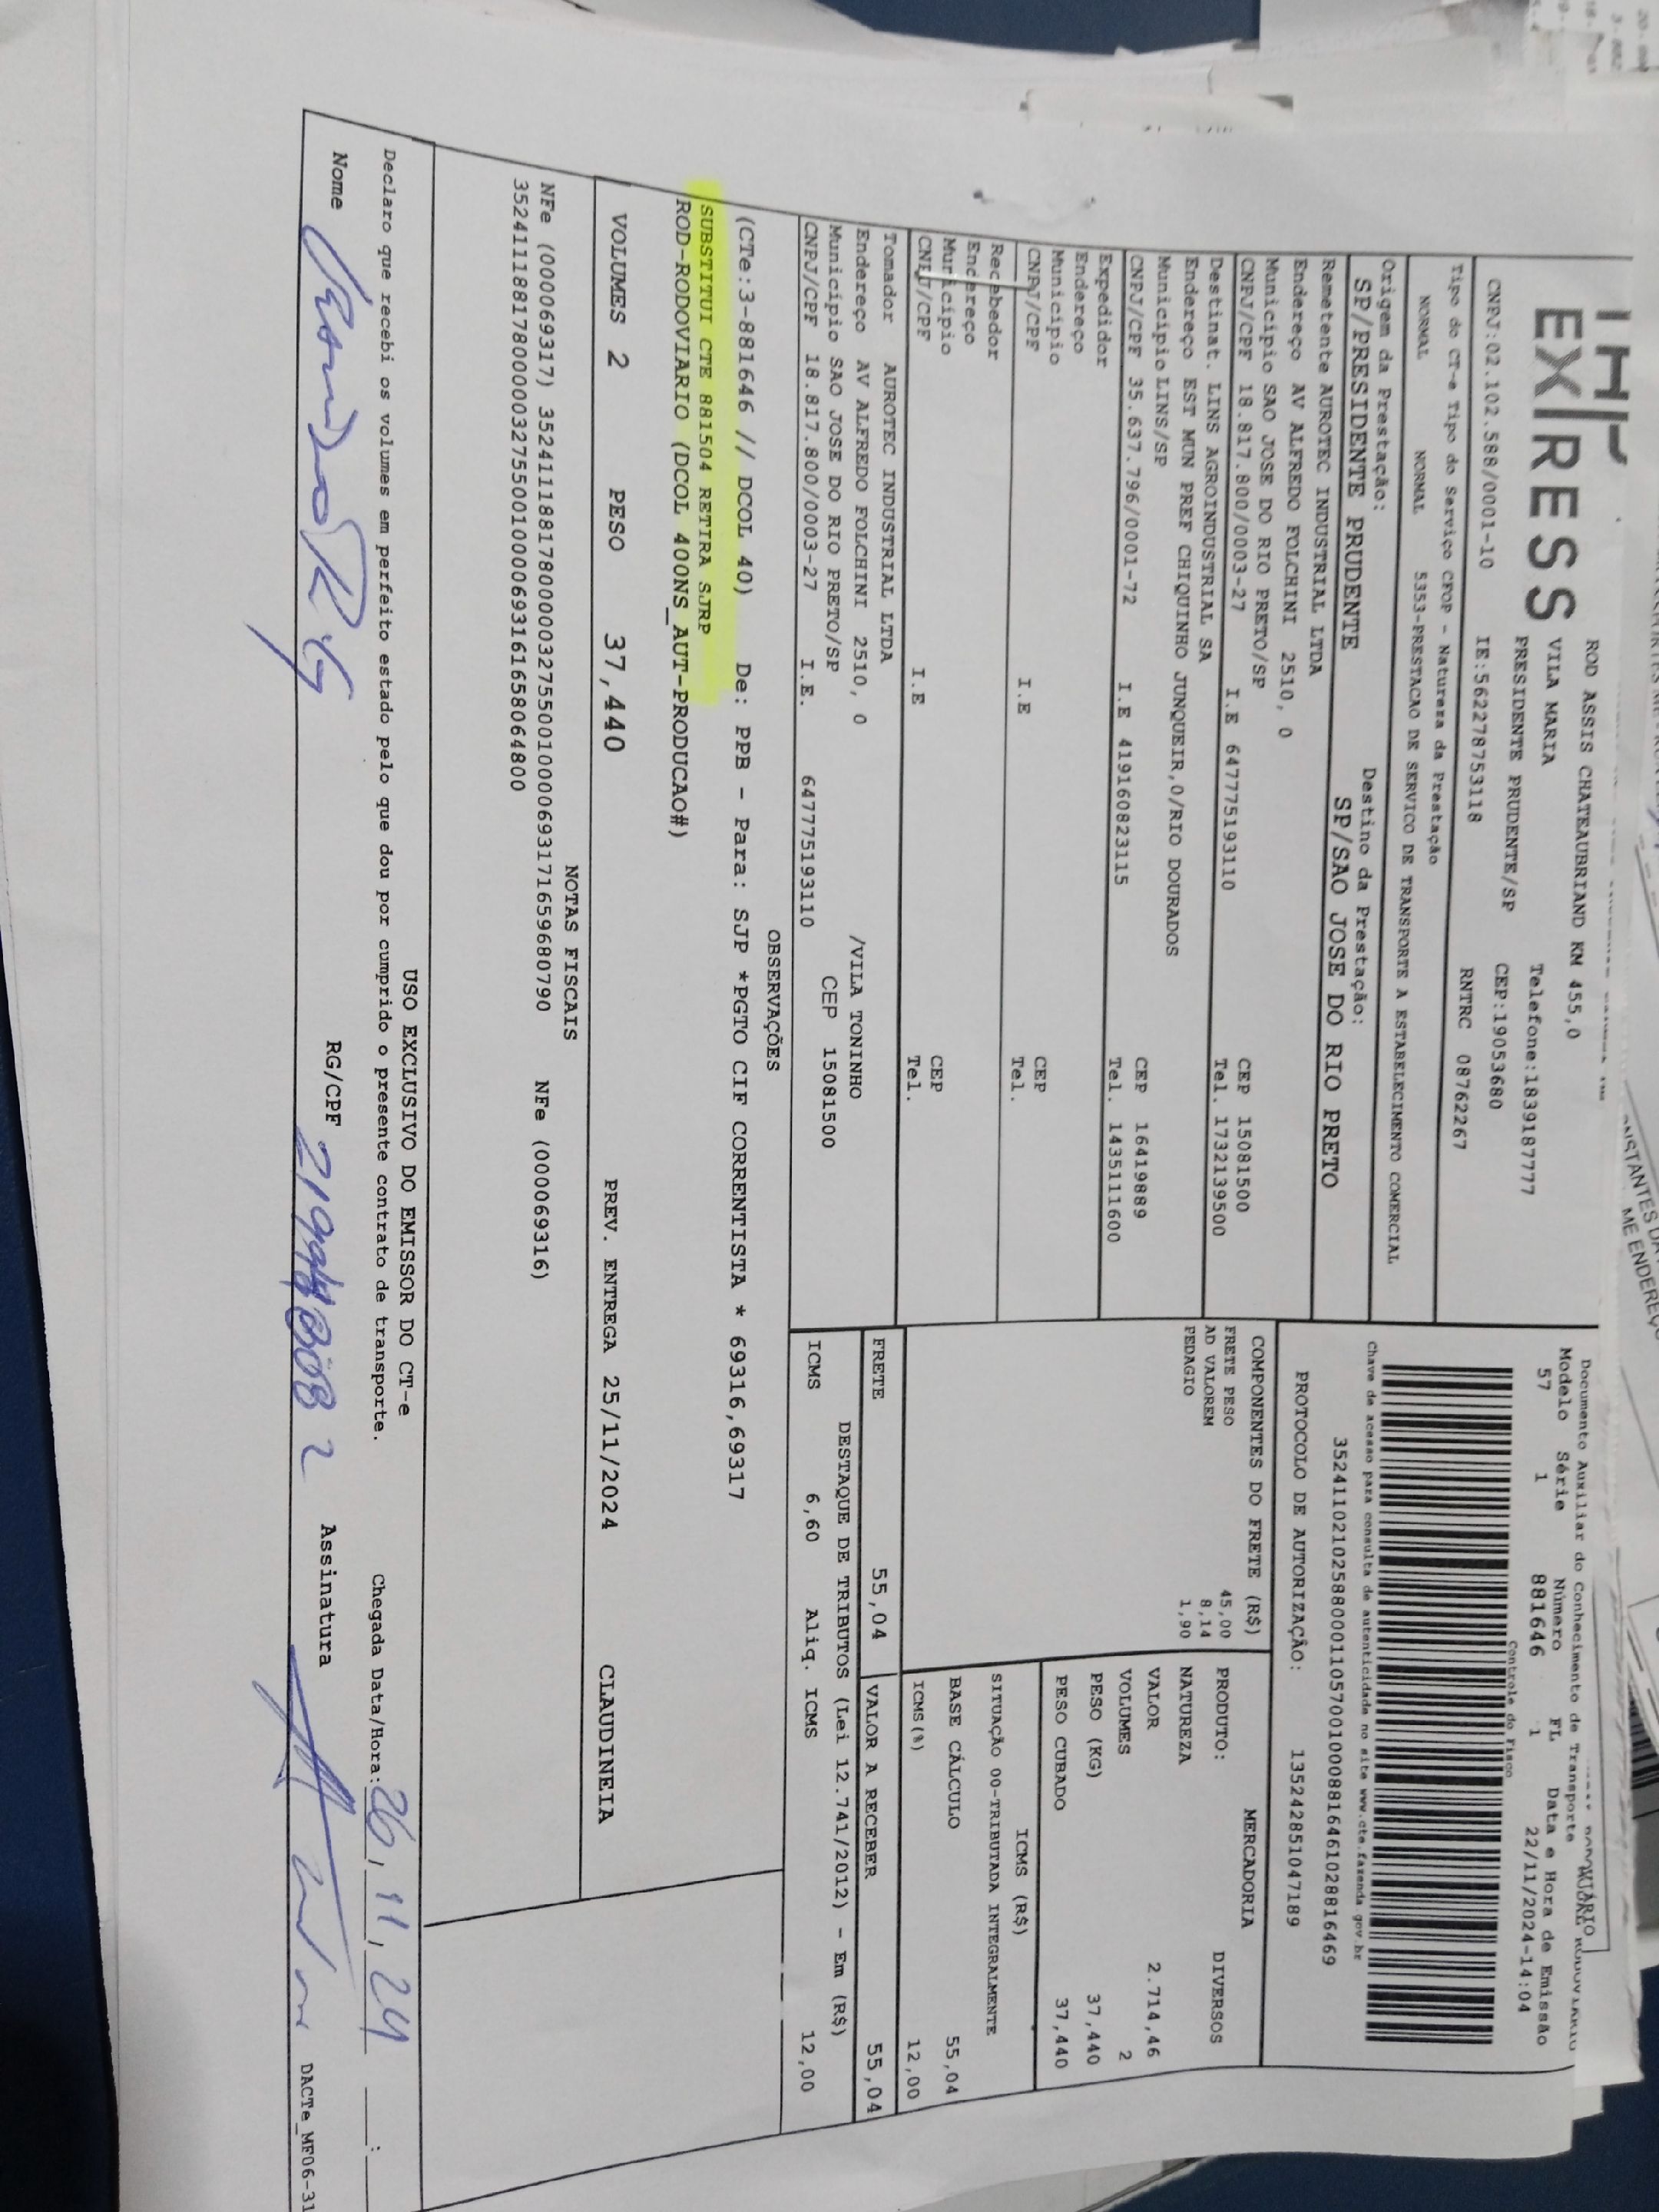 EXPRESS
CNPJ:02.102.588/0001-10
ROD ASSIS CHATEAUBRIAND KM 455,0
VILA MARIA
Telefone:1839187777
PRESIDENTE PRUDENTE/SP
CEP:19053680
IE:562278753118
RNTRC 08762267
Documento Auxiliar do Conhecimento de Transporte
Modelo Série Número FL Data e Hora de Emissão
57 1 881646 1 22/11/2024-14:04
Controle do Fisco
Tipo do CT-e Tipo do Serviço CFOP - Natureza da Prestação
NORMAL NORMAL 5353-PRESTACAO DE SERVICO DE TRANSPORTE A ESTABELECIMENTO COMERCIAL
Chave de acesso para consulta de autenticidade no site www.cte.fazenda.gov.br
35241102102588000110570010008816461028816469
Origem da Prestação: Destino da Prestação:
SP/PRESIDENTE PRUDENTE SP/SAO JOSE DO RIO PRETO
PROTOCOLO DE AUTORIZAÇÃO: 135242851047189
Remetente AUROTEC INDUSTRIAL LTDA
Endereço AV ALFREDO FOLCHINI 2510, 0
Município SAO JOSE DO RIO PRETO/SP CEP 15081500
CNPJ/CPF 18.817.800/0003-27 I.E 647775193110 Tel. 1732139500
Destinat. LINS AGROINDUSTRIAL SA
Endereço EST MUN PREF CHIQUINHO JUNQUEIR,0/RIO DOURADOS
Município LINS/SP CEP 16419889
CNPJ/CPF 35.637.796/0001-72 I.E 419160823115 Tel. 1435111600
Expedidor
Endereço
Município CEP
CNPJ/CPF I.E Tel.
Recebedor
Endereço
Município CEP
CNPJ/CPF I.E Tel.
Tomador AUROTEC INDUSTRIAL LTDA
Endereço AV ALFREDO FOLCHINI 2510, 0 /VILA TONINHO
Município SAO JOSE DO RIO PRETO/SP CEP 15081500
CNPJ/CPF 18.817.800/0003-27 I.E. 647775193110
COMPONENTES DO FRETE (R$)
FRETE PESO 45,00
AD VALOREM 8,14
PEDAGIO 1,90
MERCADORIA
PRODUTO: DIVERSOS
NATUREZA
VALOR 2.714,46
VOLUMES 2
PESO (KG) 37,440
PESO CUBADO 37,440
ICMS (R$)
SITUAÇÃO 00-TRIBUTADA INTEGRALMENTE
BASE CÁLCULO 55,04
ICMS(%) 12,00
FRETE 55,04 VALOR A RECEBER 55,04
DESTAQUE DE TRIBUTOS (Lei 12.741/2012) - Em (R$)
ICMS 6,60 Aliq. ICMS 12,00
OBSERVAÇÕES
(CTe:3-881646 // DCOL 40) De: PPB - Para: SJP *PGTO CIF CORRENTISTA * 69316,69317
SUBSTITUI CTE 881504 RETIRA SJRP
ROD-RODOVIARIO (DCOL 400NS_AUT-PRODUCAO#)
VOLUMES 2 PESO 37,440 PREV. ENTREGA 25/11/2024 CLAUDINEIA
NOTAS FISCAIS
NFe (000069317) 35241118817800000327550010000693171659680790 NFe (000069316)
35241118817800000327550010000693161658064800
USO EXCLUSIVO DO EMISSOR DO CT-e
Declaro que recebi os volumes em perfeito estado pelo que dou por cumprido o presente contrato de transporte.
Chegada Data/Hora: 26,11,24 :
Nome RG/CPF Assinatura
DACTe_MF06-31